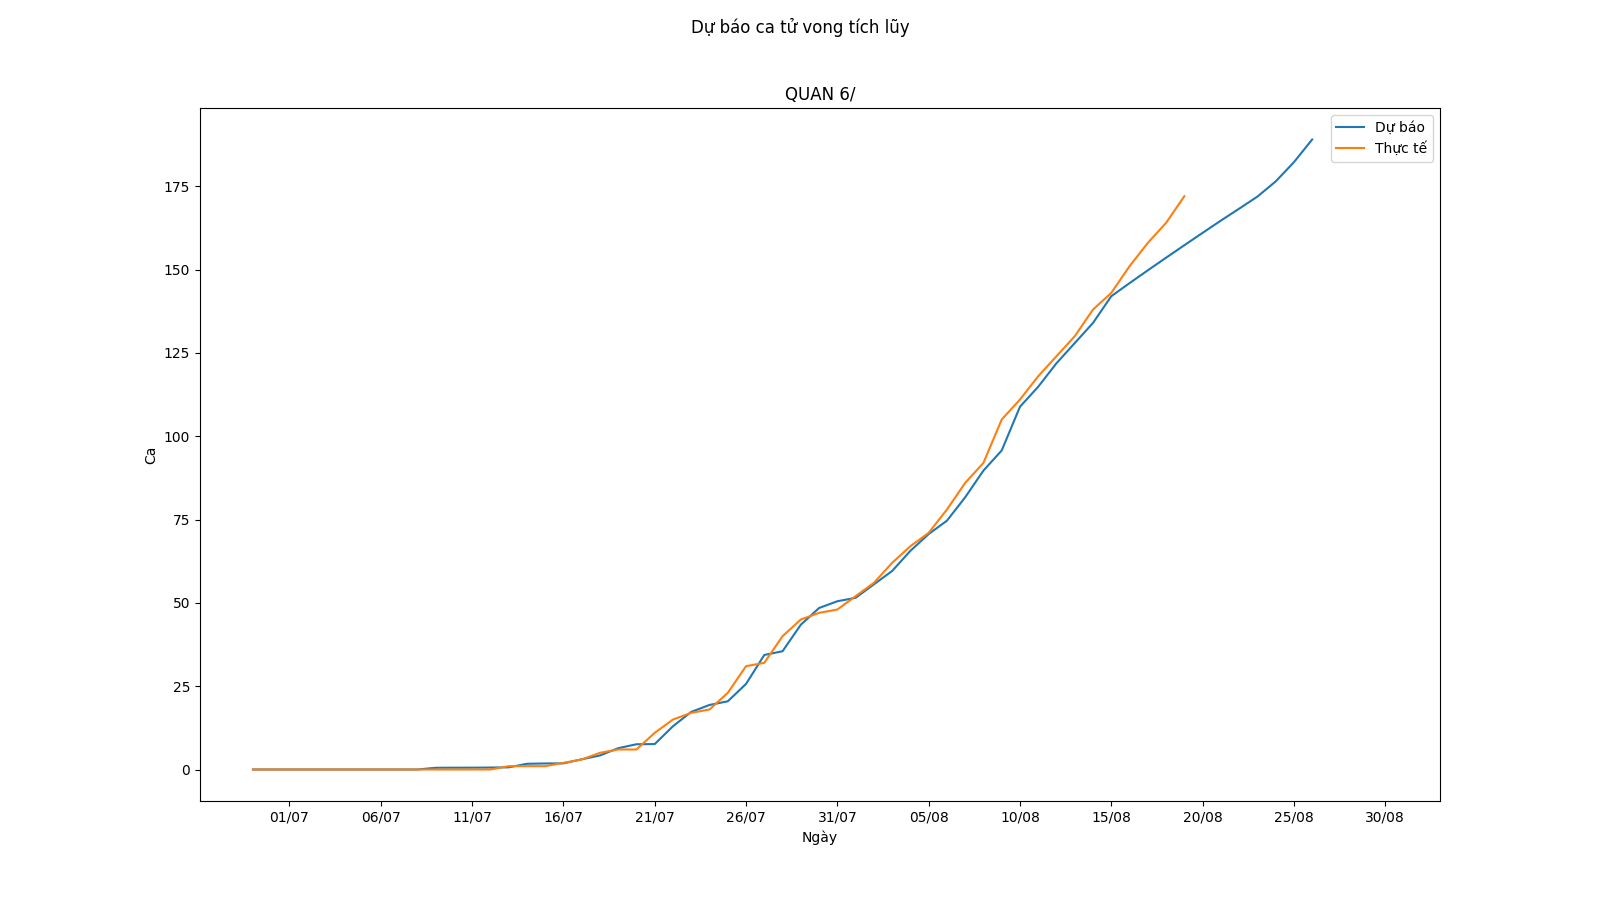 Dự báo ca tử vong tích lũy
QUAN 6/
Dự báo
Thực tế
175
150
125
100
75
50
25
0
Ca
01/07 06/07 11/07 16/07 21/07 26/07 31/07 05/08 10/08 15/08 20/08 25/08 30/08
Ngày